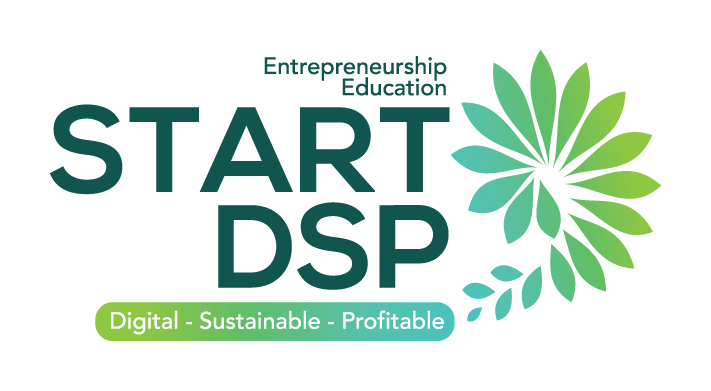 Entrepreneurship
Education
START
DSP
Digital - Sustainable - Profitable